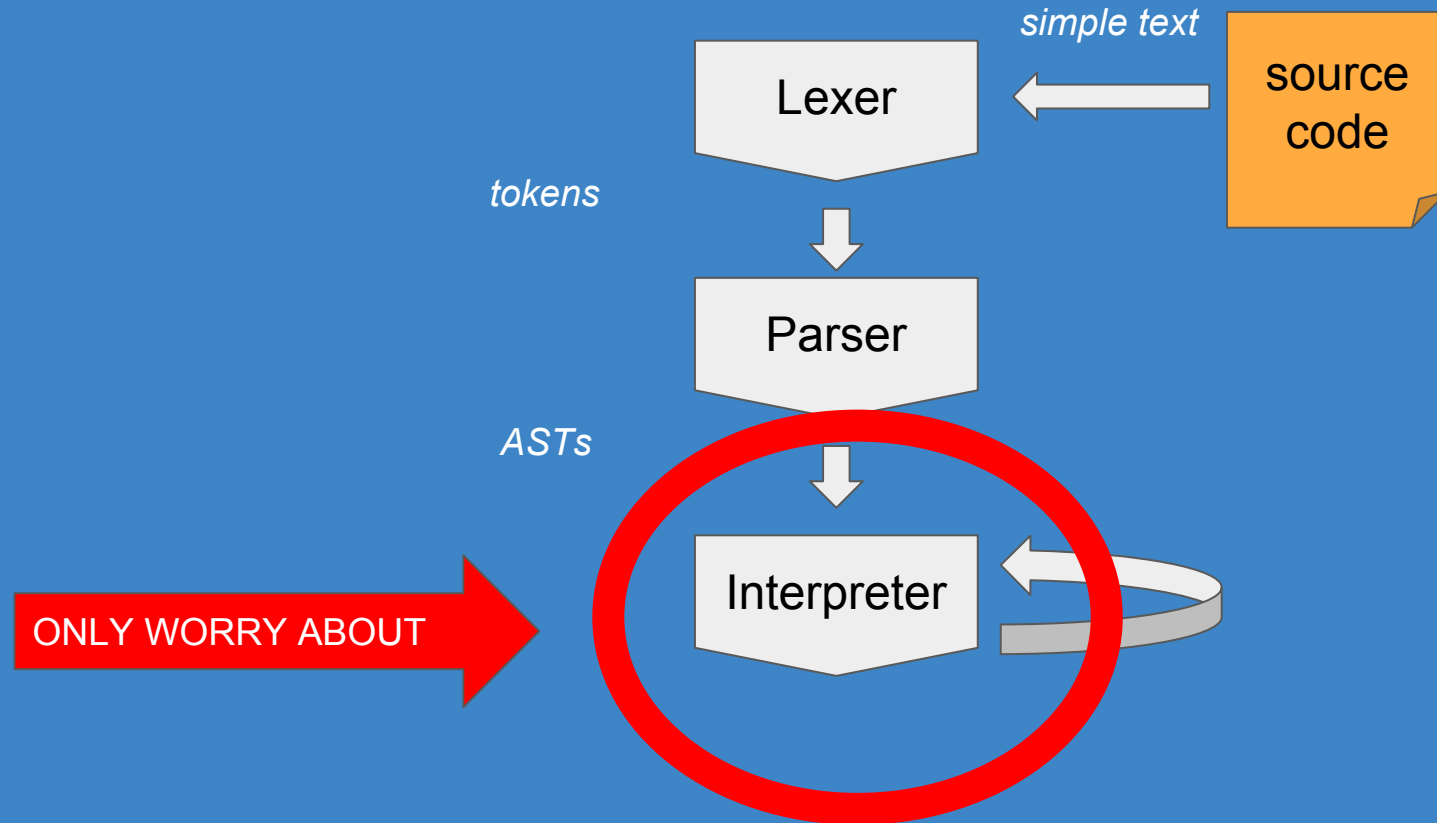 simple text
source
code
Lexer
tokens
Parser
ASTs
Interpreter
ONLY WORRY ABOUT